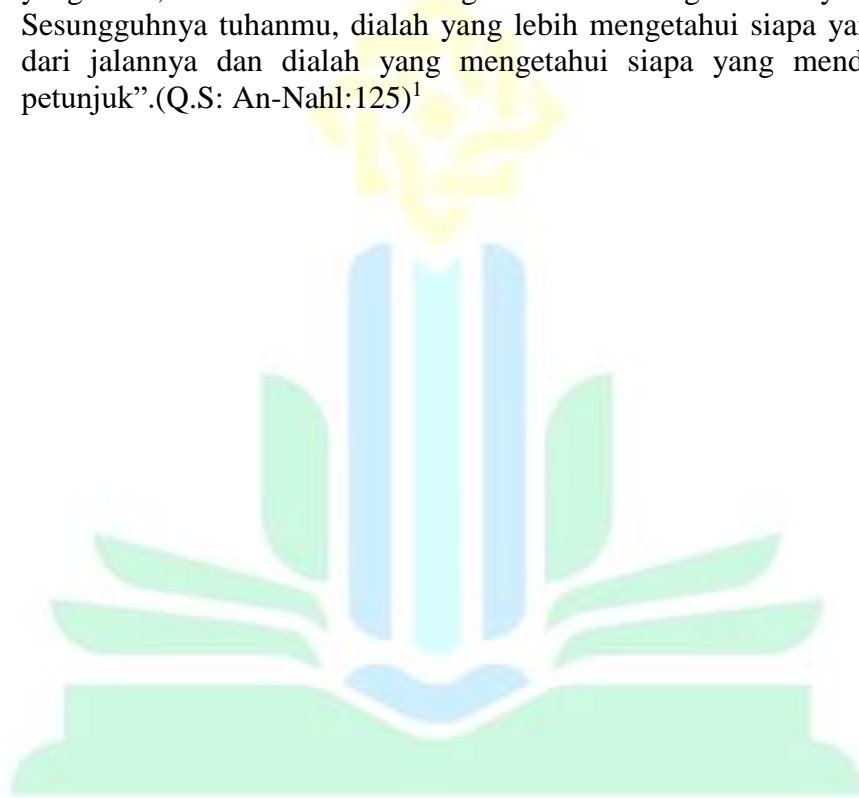 Sesungguhnya tuhanmu, dialah yang lebih mengetahui siapa
dari jalannya dan dialah yang mengetahui siapa yang
petunjuk”.(Q.S: An-Nahl:125)1